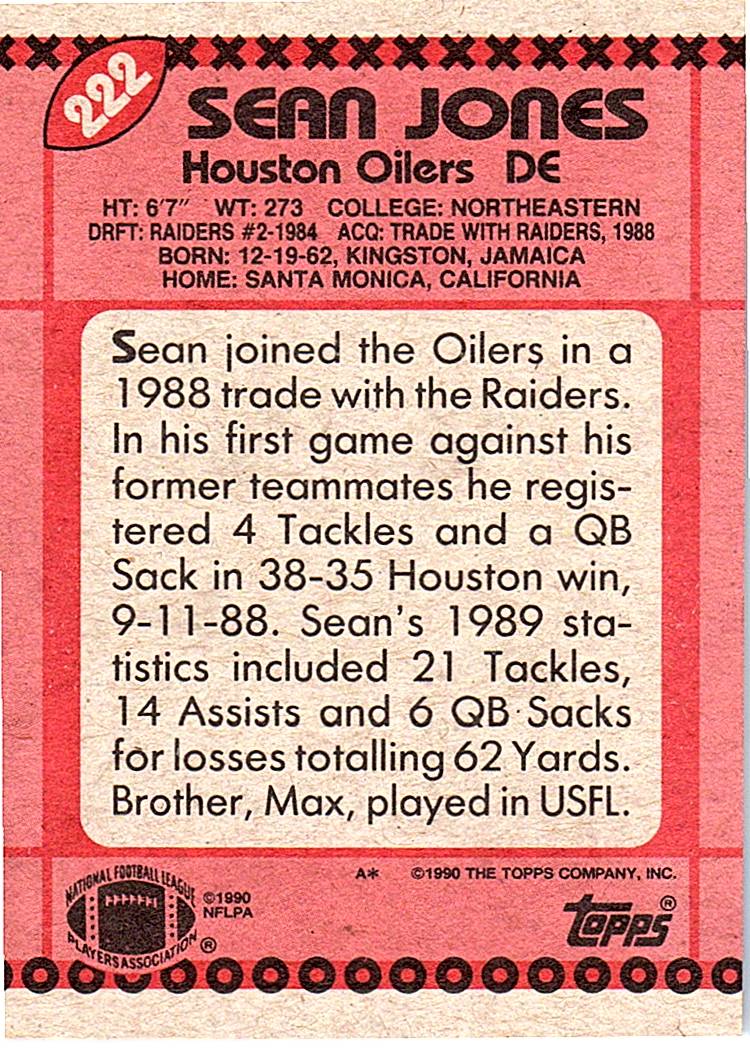 222
SEAN JONES
Houston Oilers DE
HT: 6'7" WT: 273 COLLEGE: NORTHEASTERN
DRFT: RAIDERS #2-1984 ACQ: TRADE WITH RAIDERS, 1988
BORN: 12-19-62, KINGSTON, JAMAICA
HOME: SANTA MONICA, CALIFORNIA
Sean joined the Oilers in a
1988 trade with the Raiders.
In his first game against his
former teammates he regis-
tered 4 Tackles and a QB
Sack in 38-35 Houston win,
9-11-88. Sean's 1989 sta-
tistics included 21 Tackles,
14 Assists and 6 QB Sacks
for losses totalling 62 Yards.
Brother, Max, played in USFL.
A* ©1990 THE TOPPS COMPANY, INC.
NATIONAL FOOTBALL LEAGUE
PLAYERS ASSOCIATION ®
©1990
NFLPA
topps®